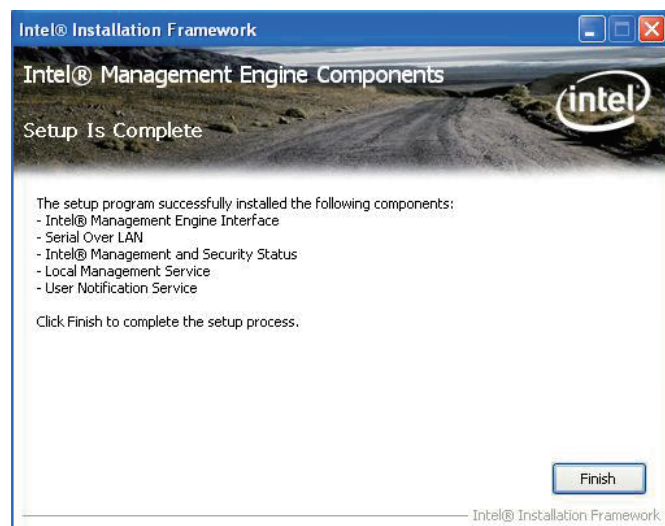 Intel® Installation Framework
Intel® Management Engine Components
intel
Setup Is Complete
The setup program successfully installed the following components:
- Intel® Management Engine Interface
- Serial Over LAN
- Intel® Management and Security Status
- Local Management Service
- User Notification Service
Click Finish to complete the setup process.
Finish
Intel® Installation Framework